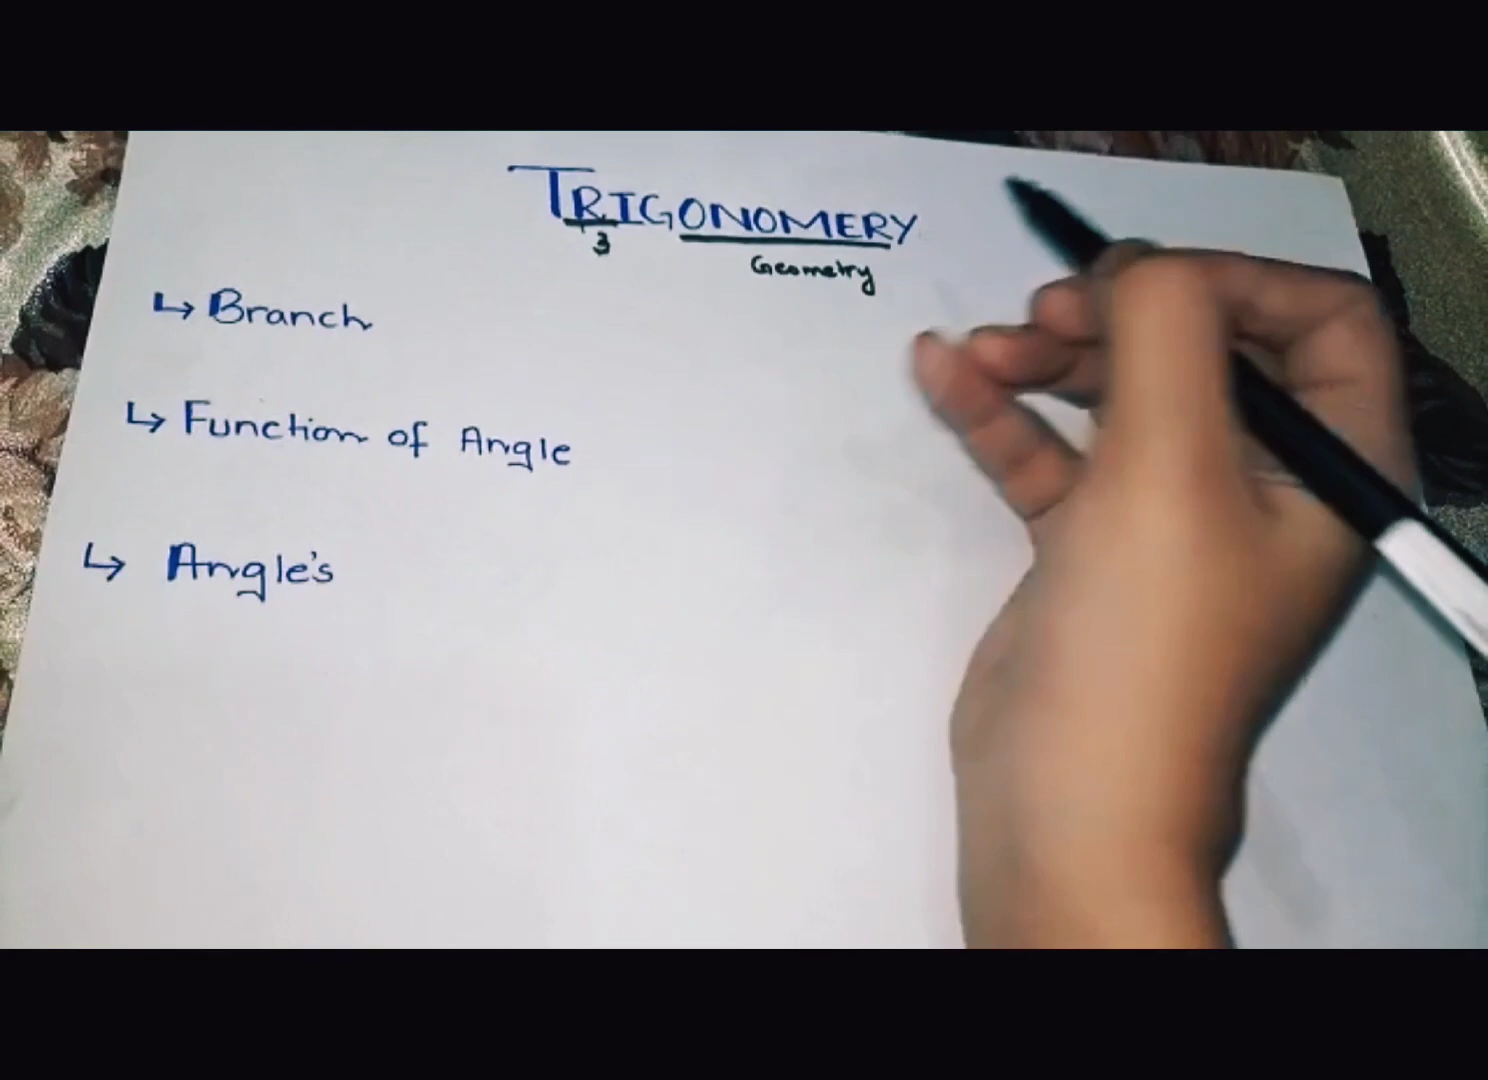 TRIGONOMERY
3
Geometry
↳ Branch
↳ Function of Angle
↳ Angle's